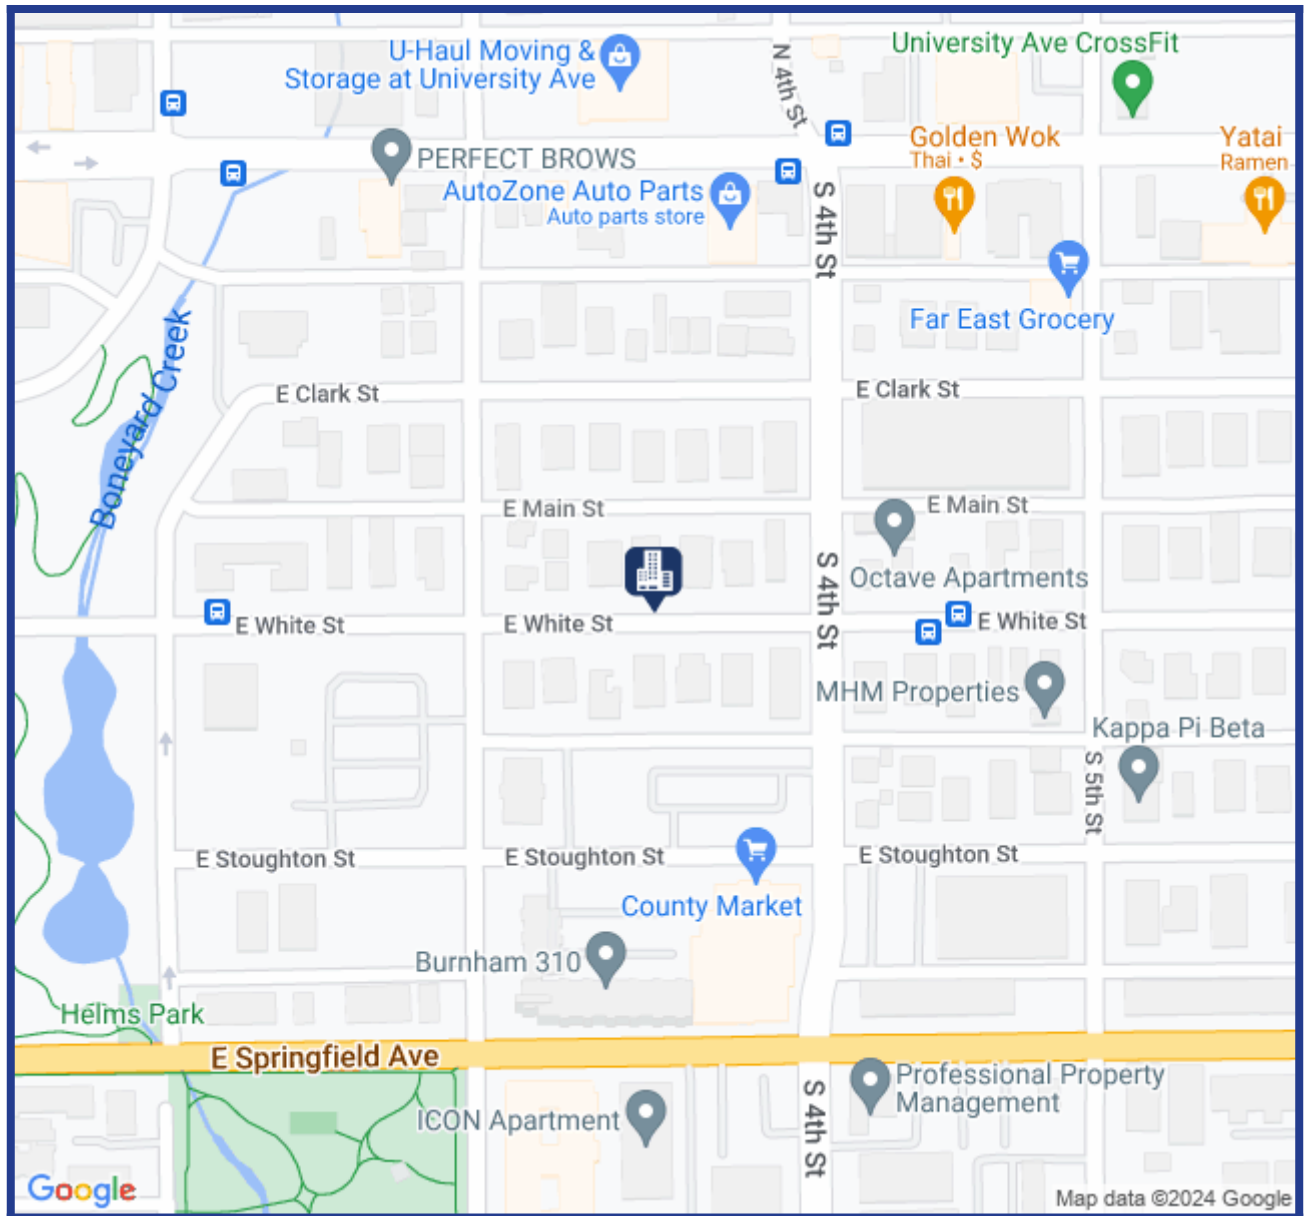 U-Haul Moving &
Storage at University Ave
N 4th St
University Ave CrossFit
PERFECT BROWS
Golden Wok
Thai • $
Yatai
Ramen
AutoZone Auto Parts
Auto parts store
S 4th St
Far East Grocery
Boneyard Creek
E Clark St
E Clark St
E Main St
E Main St
Octave Apartments
S 4th St
E White St
E White St
E White St
MHM Properties
Kappa Pi Beta
S 5th St
E Stoughton St
E Stoughton St
E Stoughton St
County Market
Burnham 310
Helms Park
E Springfield Ave
Professional Property
Management
ICON Apartment
S 4th St
Google
Map data ©2024 Google